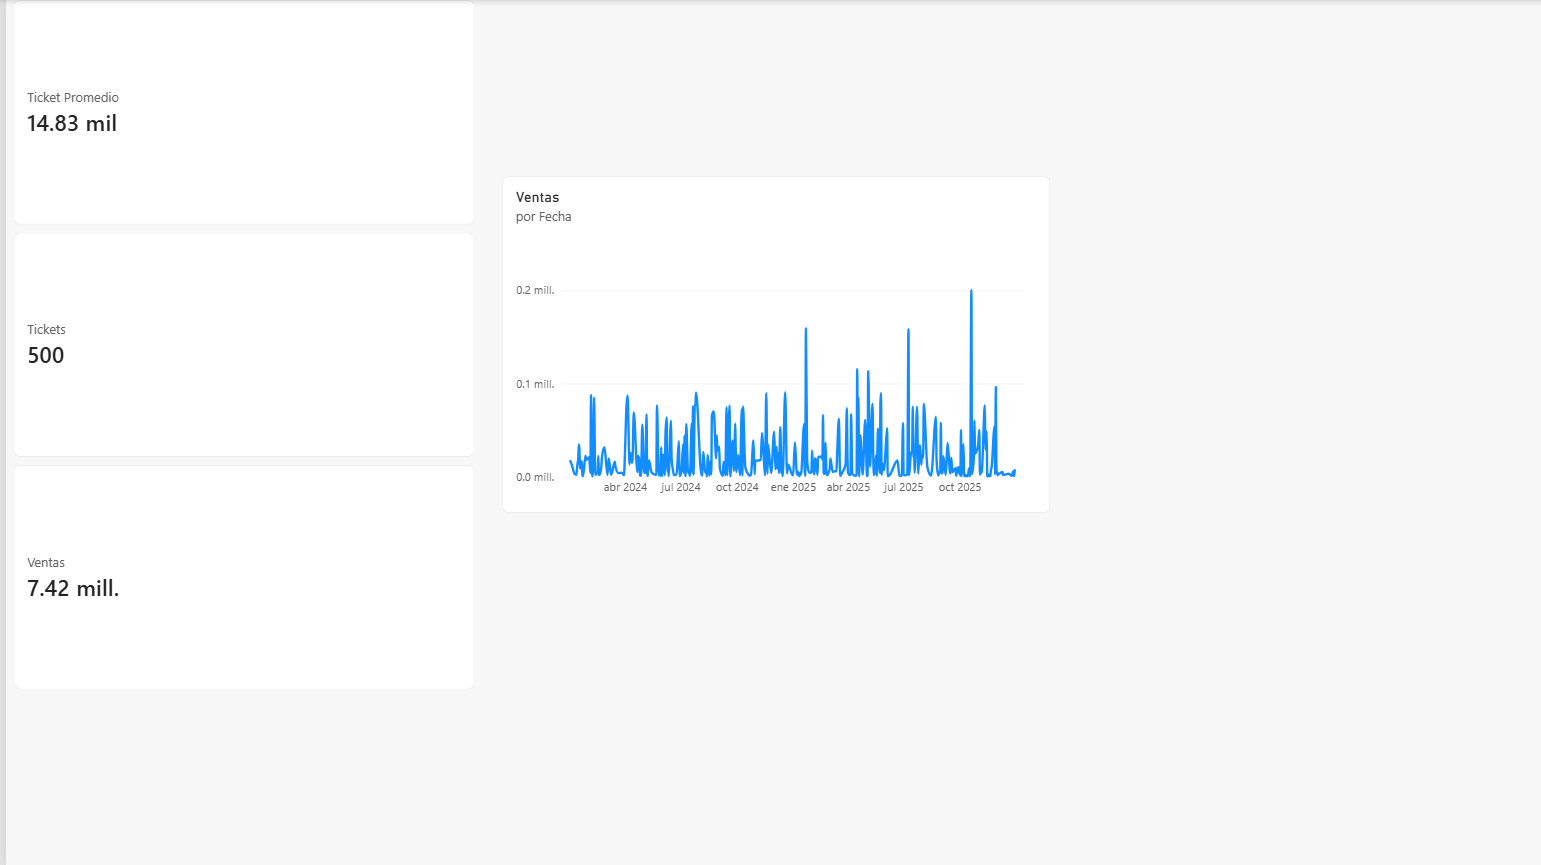 Ticket Promedio
14.83 mil
Tickets
500
Ventas
7.42 mill.
Ventas
por Fecha
0.2 mill.
0.1 mill.
0.0 mill.
abr 2024 jul 2024 oct 2024 ene 2025 abr 2025 jul 2025 oct 2025